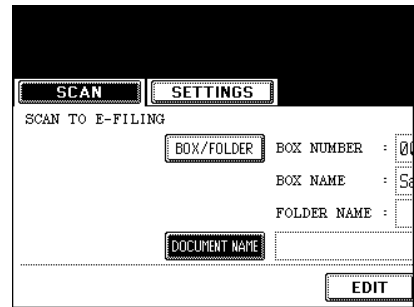 SCAN SETTINGS
SCAN TO E-FILING
BOX/FOLDER BOX NUMBER :
BOX NAME :
FOLDER NAME :
DOCUMENT NAME
EDIT